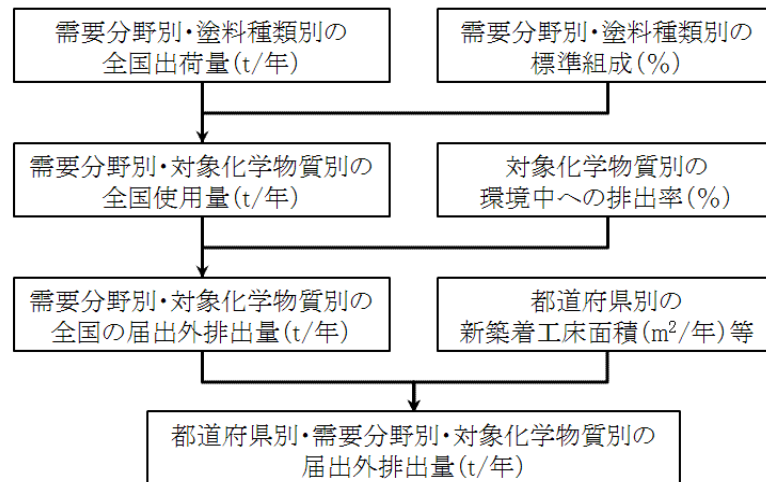 需要分野別・塗料種類別の
全国出荷量(t/年)
需要分野別・塗料種類別の
標準組成(%)
需要分野別・対象化学物質別の
全国使用量(t/年)
対象化学物質別の
環境中への排出率(%)
需要分野別・対象化学物質別の
全国の届出外排出量(t/年)
都道府県別の
新築着工床面積(m²/年)等
都道府県別・需要分野別・対象化学物質別の
届出外排出量(t/年)